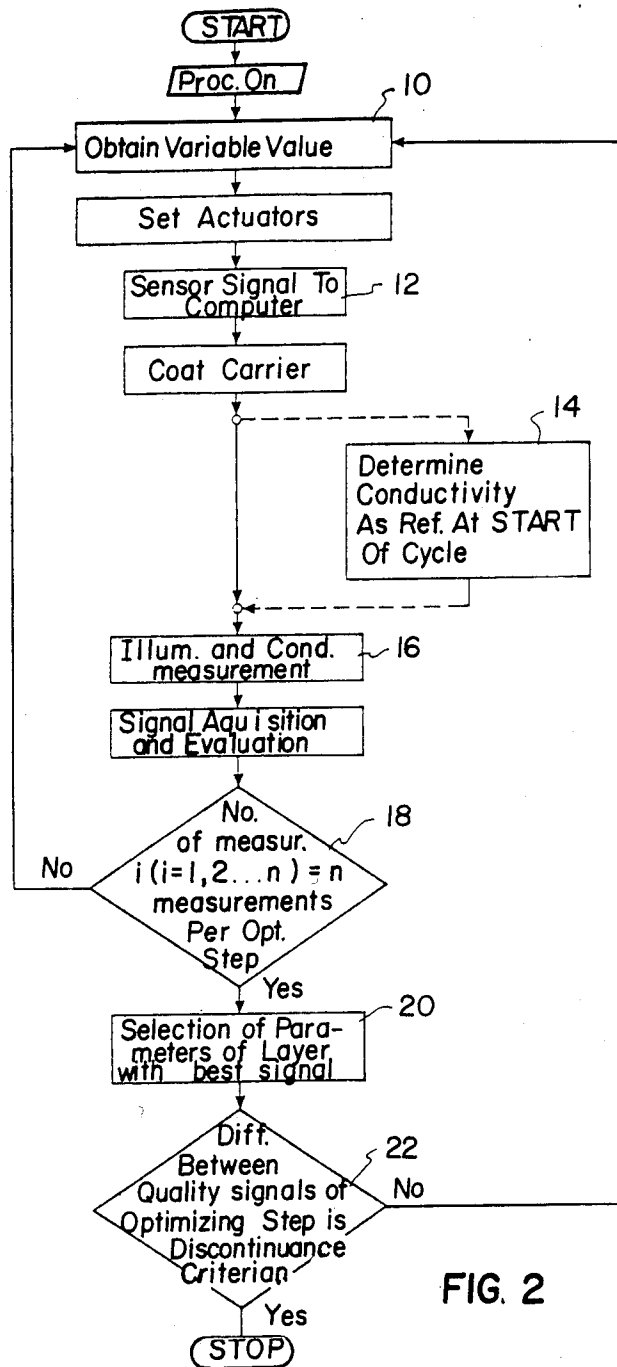 START
Proc. On
10
Obtain Variable Value
Set Actuators
Sensor Signal To
Computer
12
Coat Carrier
14
Determine
Conductivity
As Ref. At START
Of Cycle
Illum. and Cond.
measurement
16
Signal Aquisition
and Evaluation
No.
of measur.
i (i=1,2...n) = n
measurements
Per Opt.
Step
18
No
Yes
Selection of Para-
meters of Layer
with best signal
20
Diff.
Between
Quality signals of
Optimizing Step is
Discontinuance
Criterian
22
No
Yes
STOP
FIG. 2